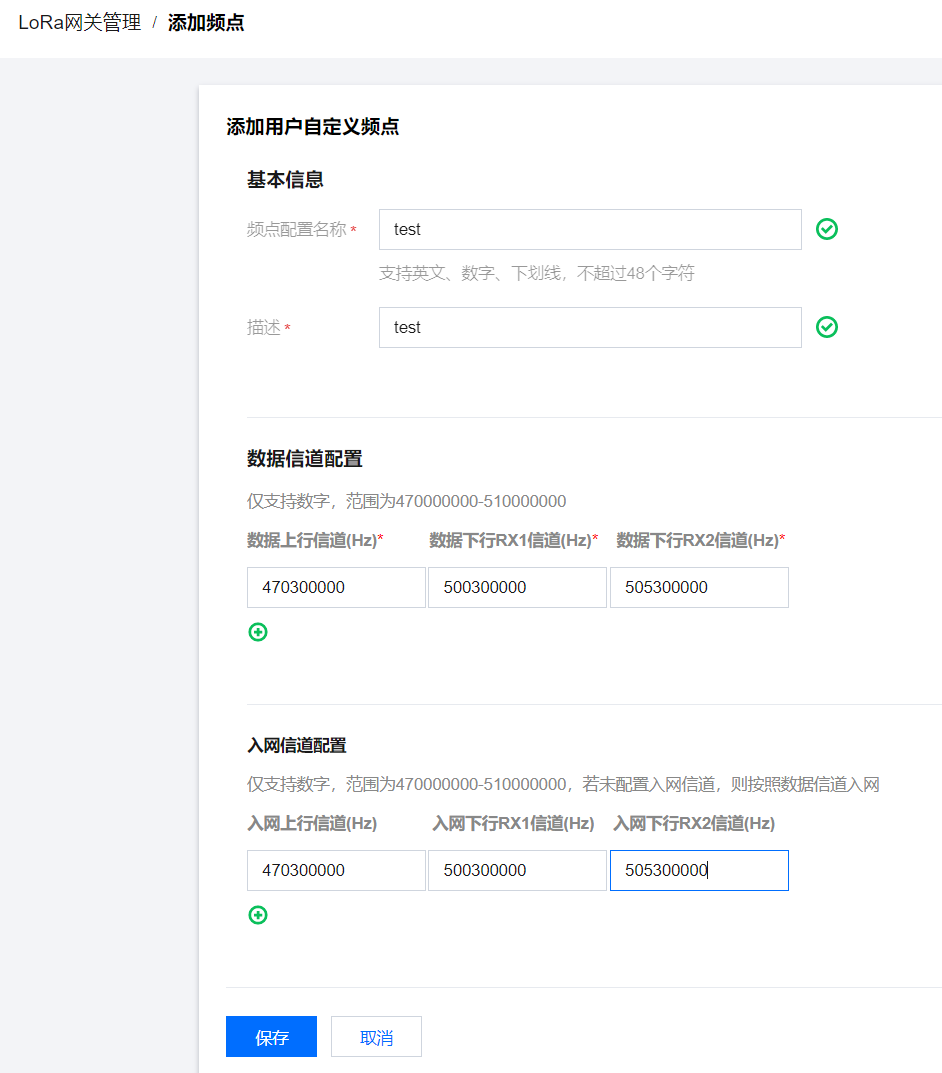 LoRa网关管理 / 添加频点
添加用户自定义频点
基本信息
频点配置名称* test
支持英文、数字、下划线，不超过48个字符
描述* test
数据信道配置
仅支持数字，范围为470000000-510000000
数据上行信道(Hz)* 数据下行RX1信道(Hz)* 数据下行RX2信道(Hz)*
470300000 500300000 505300000
入网信道配置
仅支持数字，范围为470000000-510000000，若未配置入网信道，则按照数据信道入网
入网上行信道(Hz) 入网下行RX1信道(Hz) 入网下行RX2信道(Hz)
470300000 500300000 505300000
保存 取消